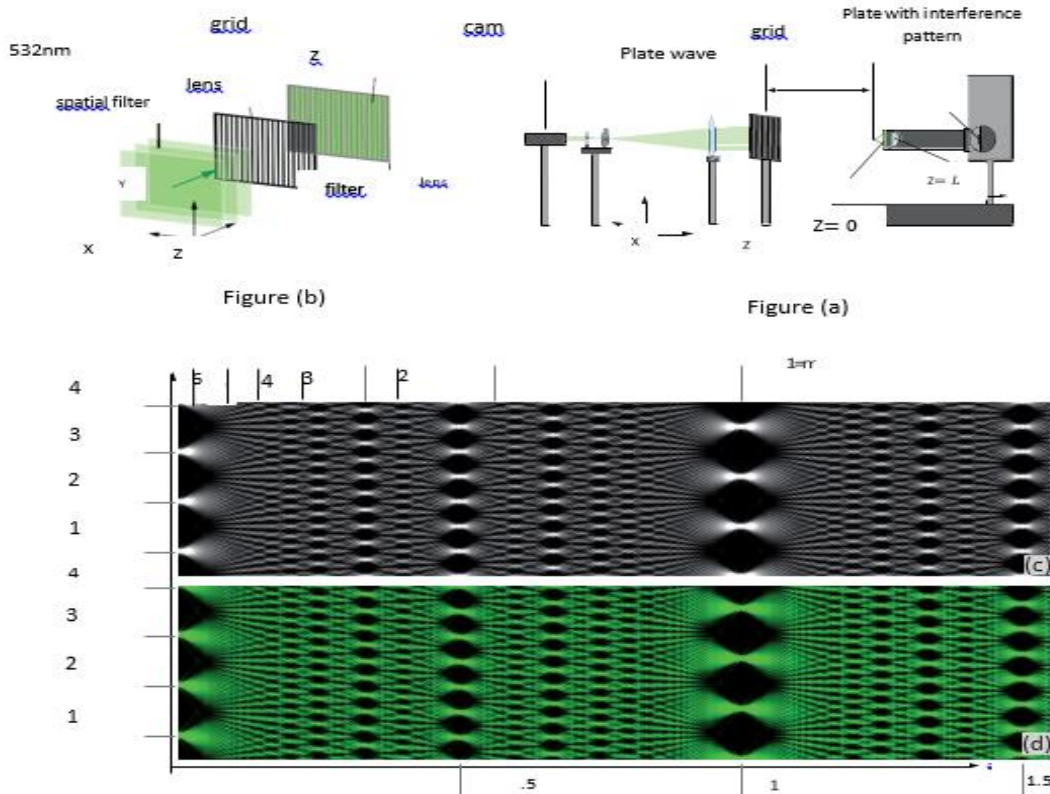 grid
cam
Plate with interference
pattern
532nm
z
Plate wave
grid
lens
spatial filter
Y
filter
lens
z= L
X
Z
x
z
Z= 0
Figure (b)
Figure (a)
4
5
4
3
2
3
2
1
(c)
4
3
2
1
(d)
.5
1
1.5